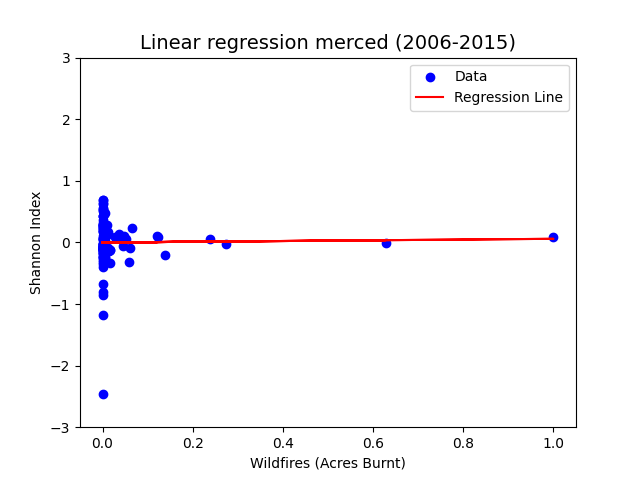 Linear regression merced (2006-2015)
3
Data
Regression Line
2
1
0
−1
−2
−3
Shannon Index
0.0 0.2 0.4 0.6 0.8 1.0
Wildfires (Acres Burnt)